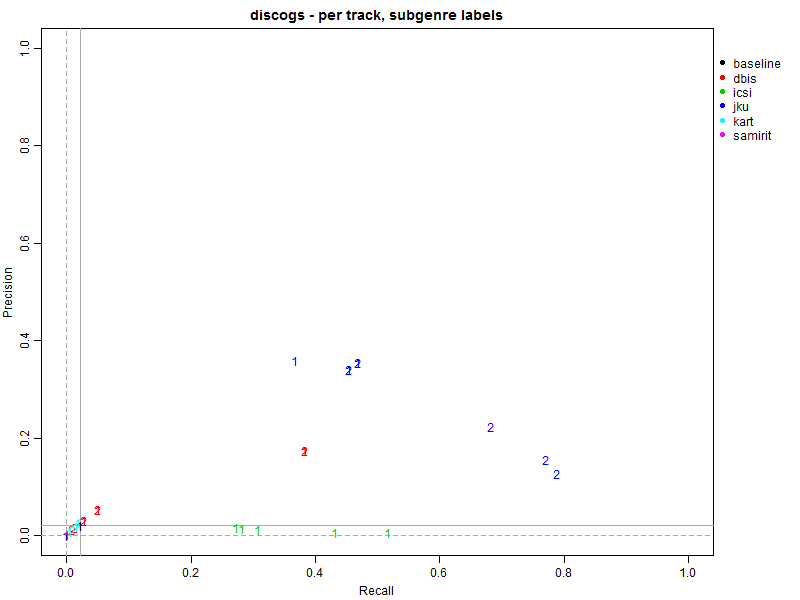 discogs - per track, subgenre labels
1.0
0.8
0.6
0.4
0.2
0.0
Precision
0.0 0.2 0.4 0.6 0.8 1.0
Recall
baseline
dbis
icsi
jku
kart
samirit
1
2
2
2
2
2
2
2
1
1
1
1
1